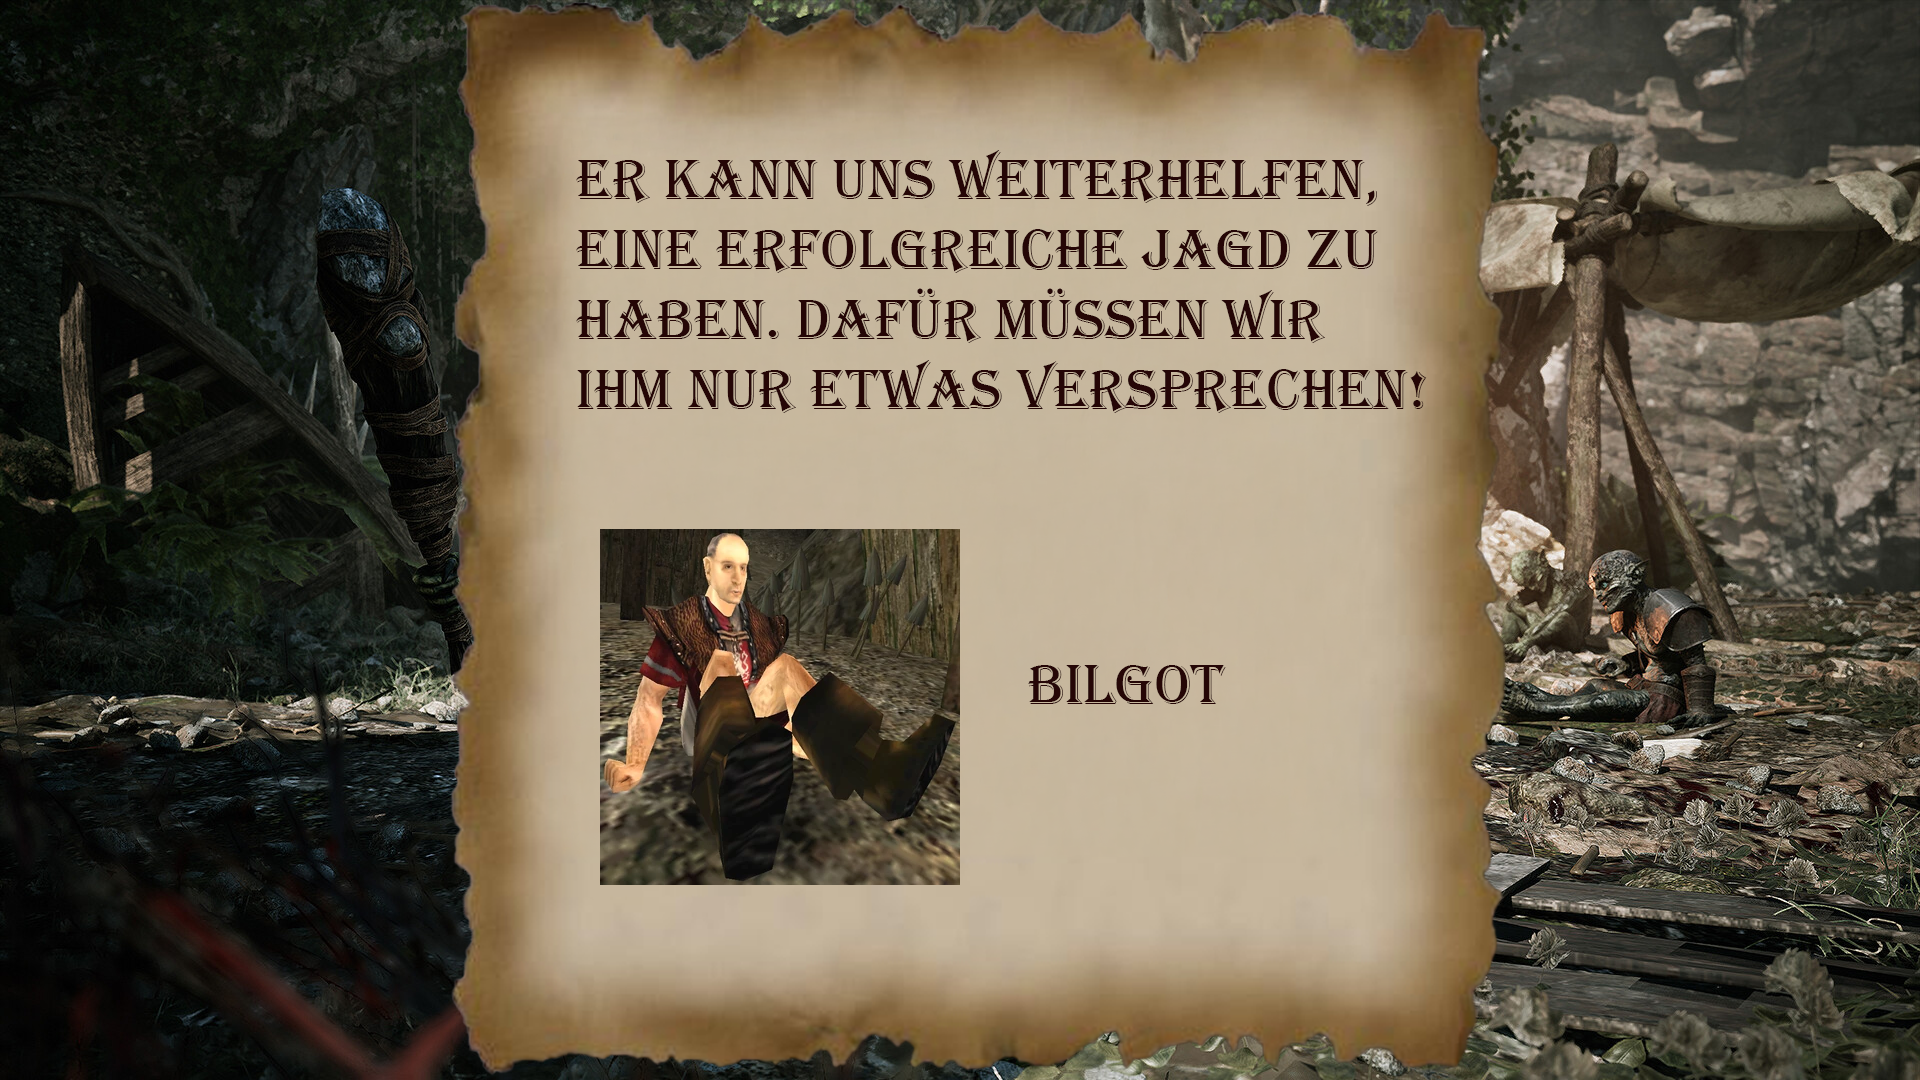 ER KANN UNS WEITERHELFEN,
EINE ERFOLGREICHE JAGD ZU
HABEN. DAFÜR MÜSSEN WIR
IHM NUR ETWAS VERSPRECHEN!
BILGOT